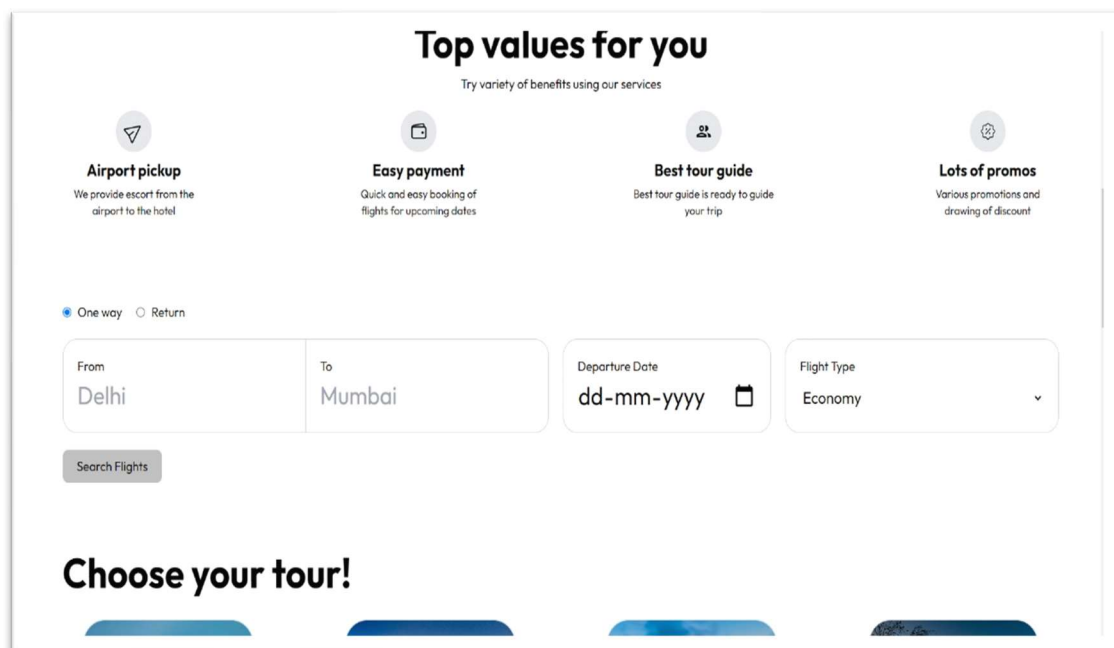 Top values for you
Try variety of benefits using our services
Airport pickup
We provide escort from the
airport to the hotel
Easy payment
Quick and easy booking of
flights for upcoming dates
Best tour guide
Best tour guide is ready to guide
your trip
Lots of promos
Various promotions and
drawing of discount
One way
Return
From
Delhi
To
Mumbai
Departure Date
dd-mm-yyyy
Flight Type
Economy
Search Flights
Choose your tour!